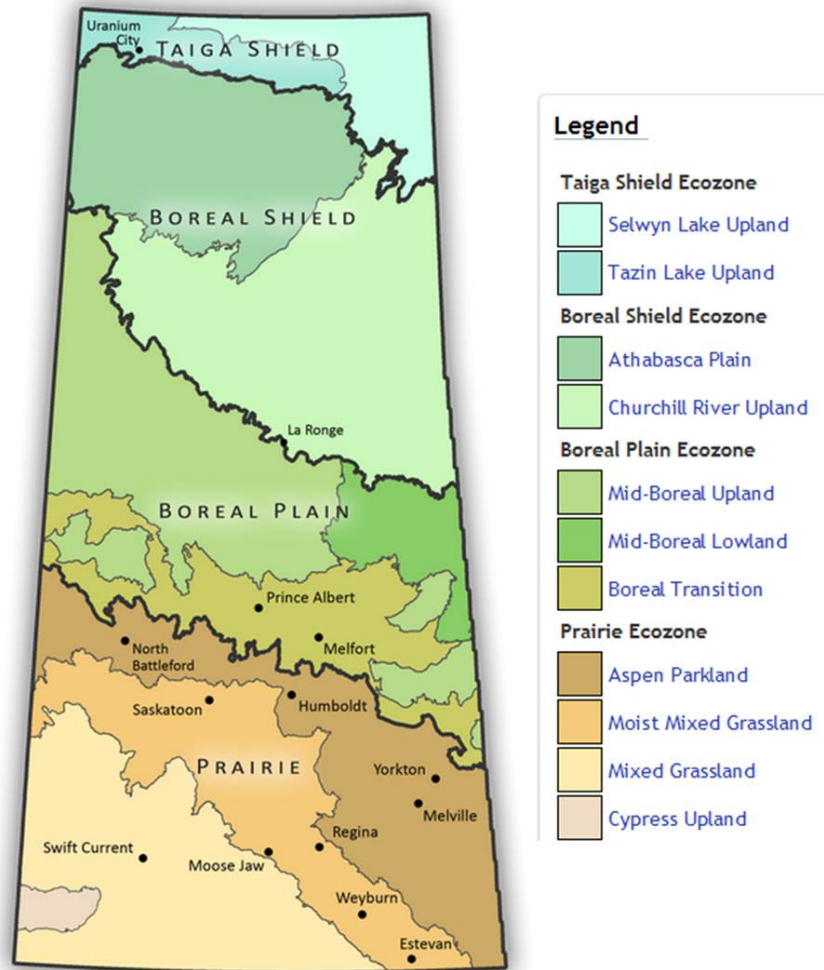 Uranium
City
TAIGA SHIELD
BOREAL SHIELD
La Ronge
BOREAL PLAIN
Prince Albert
North
Battleford
Melfort
Saskatoon
Humboldt
PRAIRIE
Yorkton
Melville
Regina
Swift Current
Moose Jaw
Weyburn
Estevan
Legend
Taiga Shield Ecozone
Selwyn Lake Upland
Tazin Lake Upland
Boreal Shield Ecozone
Athabasca Plain
Churchill River Upland
Boreal Plain Ecozone
Mid-Boreal Upland
Mid-Boreal Lowland
Boreal Transition
Prairie Ecozone
Aspen Parkland
Moist Mixed Grassland
Mixed Grassland
Cypress Upland